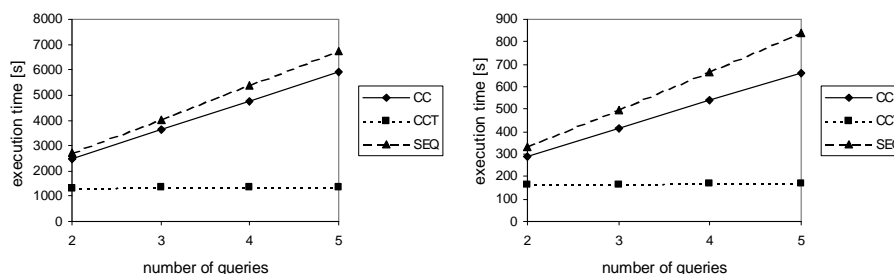 8000
7000
6000
5000
4000
3000
2000
1000
0
execution time [s]
2 3 4 5
number of queries
CC
CCT
SEQ
900
800
700
600
500
400
300
200
100
0
execution time [s]
2 3 4 5
number of queries
CC